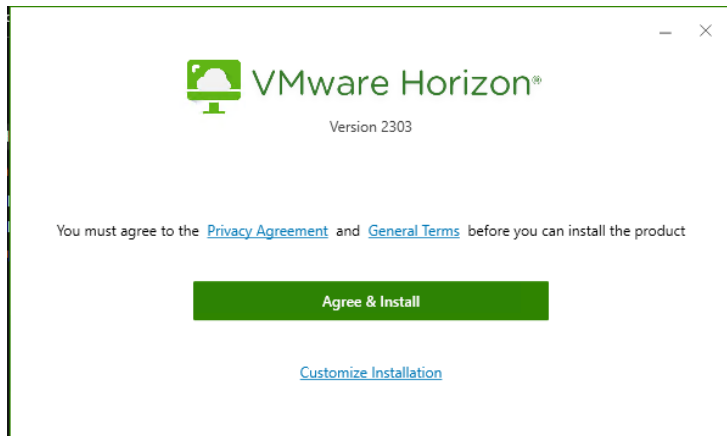 VMware Horizon®
Version 2303
You must agree to the Privacy Agreement and General Terms before you can install the product
Agree & Install
Customize Installation